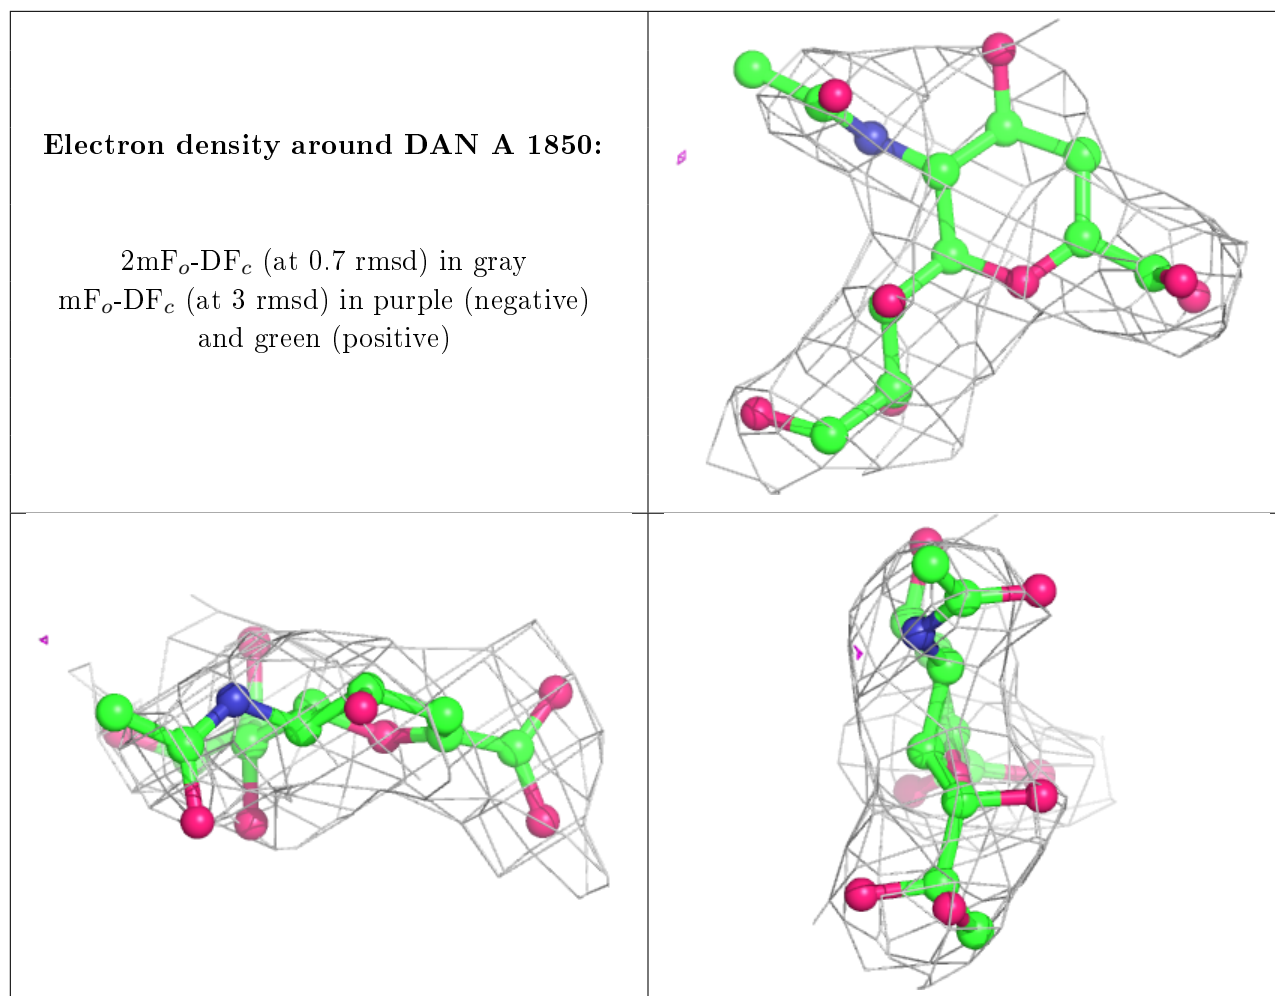 Electron density around DAN A 1850:
2mFo-DFc (at 0.7 rmsd) in gray
mFo-DFc (at 3 rmsd) in purple (negative)
and green (positive)